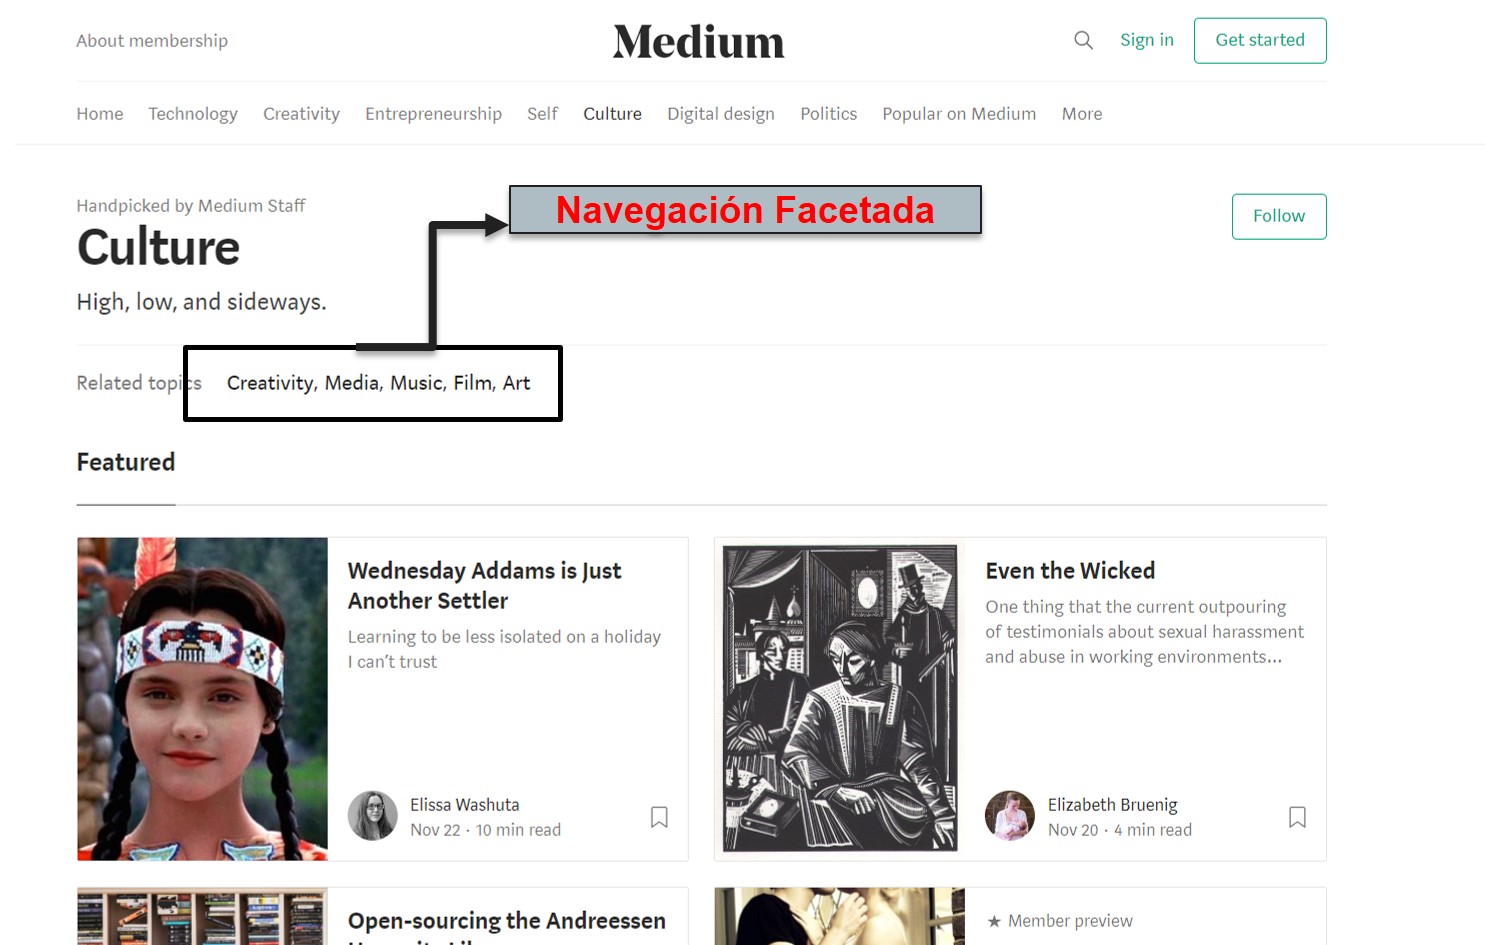 About membership
Medium
Sign in
Get started
Home Technology Creativity Entrepreneurship Self Culture Digital design Politics Popular on Medium More
Handpicked by Medium Staff
Navegación Facetada
Follow
Culture
High, low, and sideways.
Related topics Creativity, Media, Music, Film, Art
Featured
Wednesday Addams is Just
Another Settler
Learning to be less isolated on a holiday
I can’t trust
Elissa Washuta
Nov 22 · 10 min read
Even the Wicked
One thing that the current outpouring
of testimonials about sexual harassment
and abuse in working environments...
Elizabeth Bruenig
Nov 20 · 4 min read
Open-sourcing the Andreessen
★ Member preview